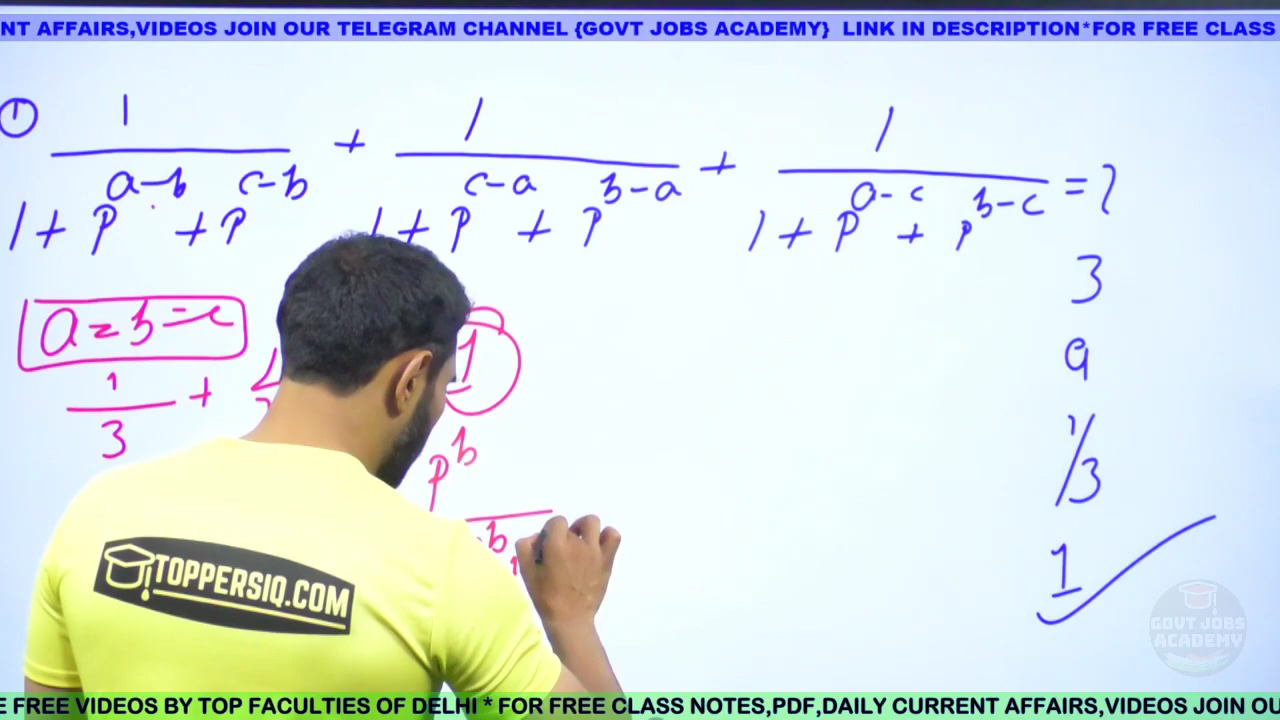 NT AFFAIRS,VIDEOS JOIN OUR TELEGRAM CHANNEL {GOVT JOBS ACADEMY} LINK IN DESCRIPTION*FOR FREE CLASS
① 1 / (1 + p^(a-b) + p^(c-b)) + 1 / (1 + p^(c-a) + p^(b-a)) + 1 / (1 + p^(a-c) + p^(b-c)) = ?
3
a=b=c
9
1/3 +
1
1/3
p^b
b
1
TOPPERSIQ.COM
GOVT JOBS
ACADEMY
E FREE VIDEOS BY TOP FACULTIES OF DELHI * FOR FREE CLASS NOTES,PDF,DAILY CURRENT AFFAIRS,VIDEOS JOIN OU